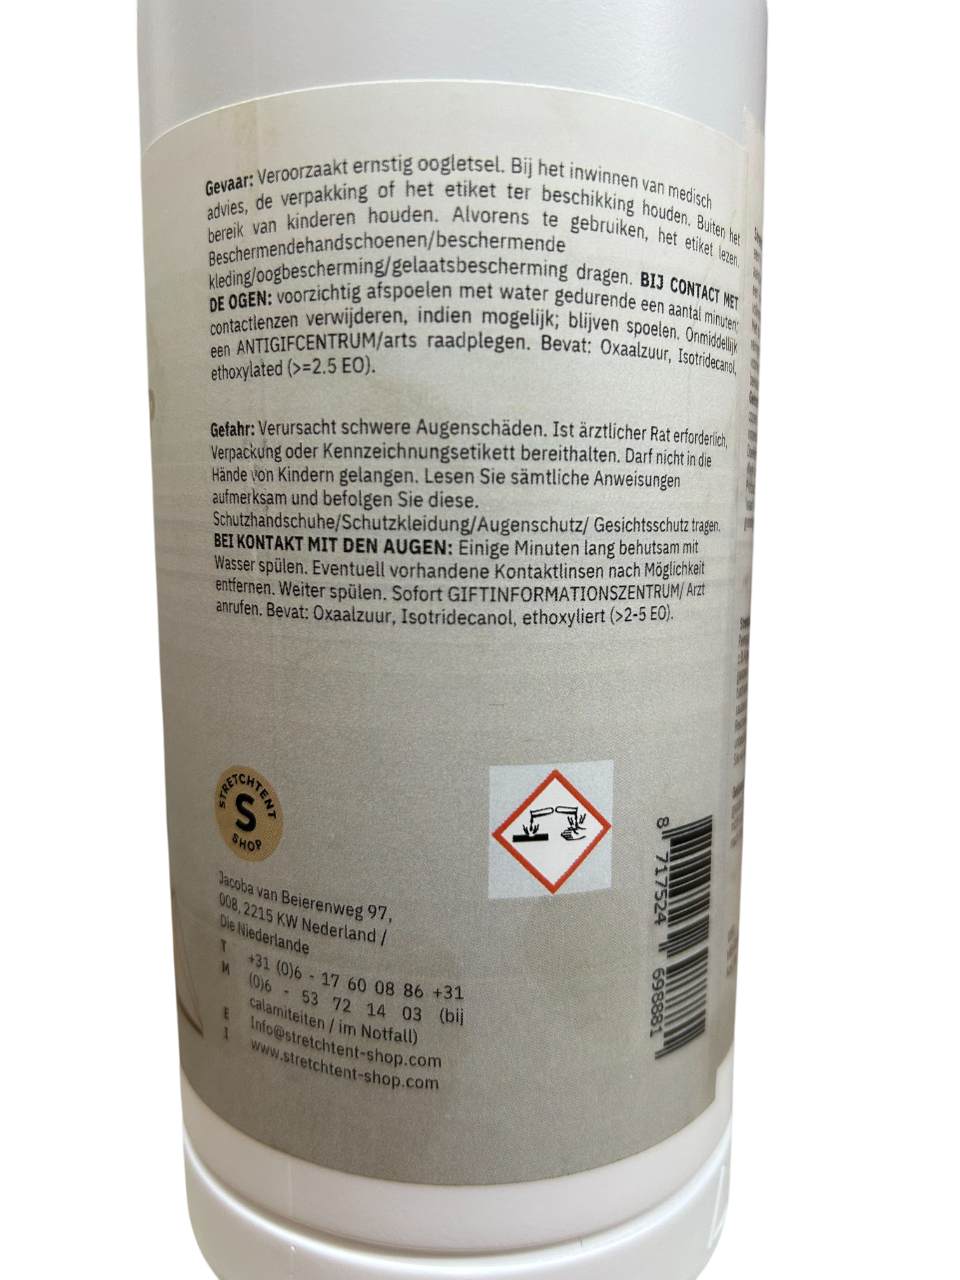 Gevaar: Veroorzaakt ernstig oogletsel. Bij het inwinnen van medisch
advies, de verpakking of het etiket ter beschikking houden. Buiten het
bereik van kinderen houden. Alvorens te gebruiken, het etiket lezen.
Beschermendehandschoenen/beschermende
kleding/oogbescherming/gelaatsbescherming dragen. BIJ CONTACT MET
DE OGEN: voorzichtig afspoelen met water gedurende een aantal minuten;
contactlenzen verwijderen, indien mogelijk; blijven spoelen. Onmiddellijk
een ANTIGIFCENTRUM/arts raadplegen. Bevat: Oxaalzuur, Isotridecanol,
ethoxylated (>=2.5 EO).
Gefahr: Verursacht schwere Augenschäden. Ist ärztlicher Rat erforderlich,
Verpackung oder Kennzeichnungsetikett bereithalten. Darf nicht in die
Hände von Kindern gelangen. Lesen Sie sämtliche Anweisungen
aufmerksam und befolgen Sie diese.
Schutzhandschuhe/Schutzkleidung/Augenschutz/ Gesichtsschutz tragen.
BEI KONTAKT MIT DEN AUGEN: Einige Minuten lang behutsam mit
Wasser spülen. Eventuell vorhandene Kontaktlinsen nach Möglichkeit
entfernen. Weiter spülen. Sofort GIFTINFORMATIONSZENTRUM/ Arzt
anrufen. Bevat: Oxaalzuur, Isotridecanol, ethoxyliert (>2-5 EO).
STRETCHTENT
S
SHOP
Jacoba van Beierenweg 97,
008, 2215 KW Nederland /
Die Niederlande
T +31 (0)6 - 17 60 08 86 +31
M (0)6 - 53 72 14 03 (bij
calamiteiten / im Notfall)
E Info@stretchtent-shop.com
I www.stretchtent-shop.com
8 717524 698881